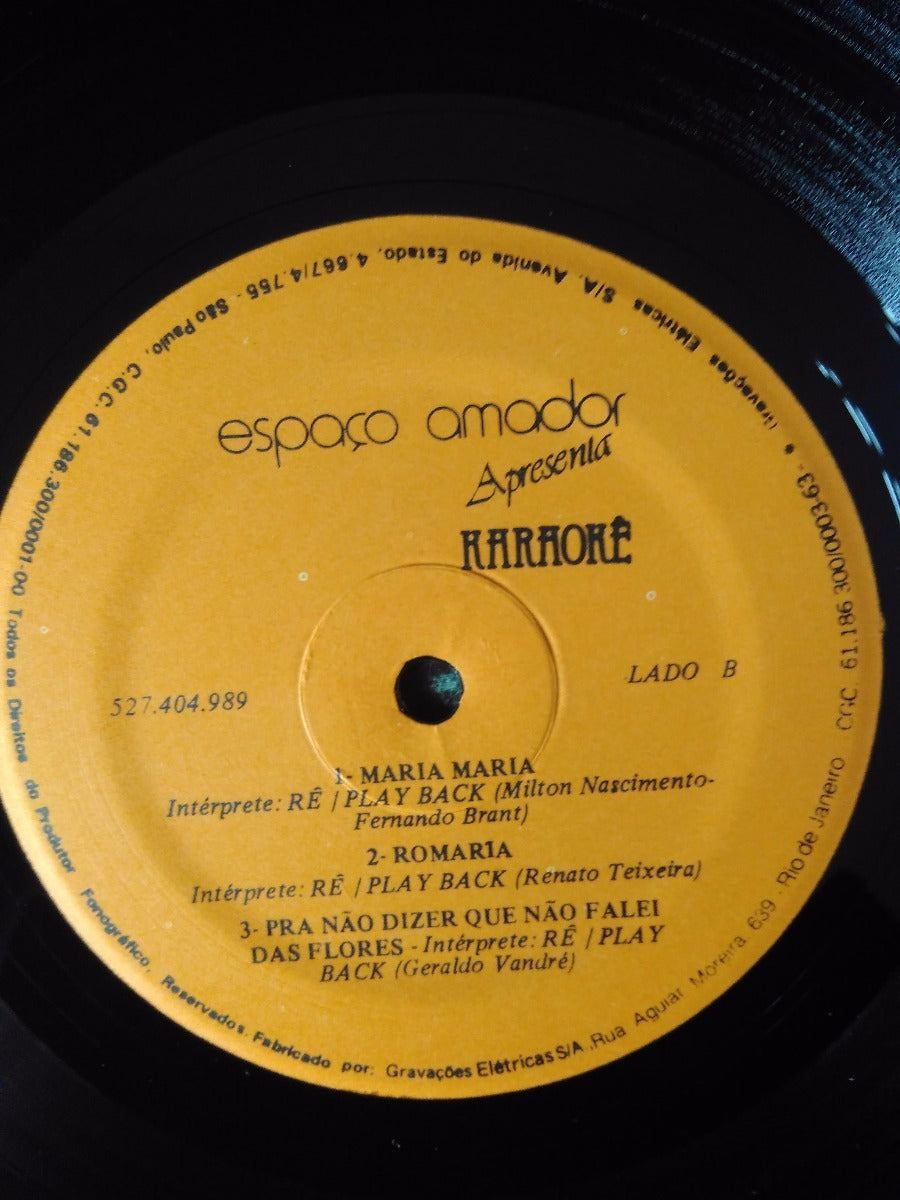 espaço amador
Apresenta
KARAOKÊ
527.404.989
LADO B
1- MARIA MARIA
Intérprete: RÊ / PLAY BACK (Milton Nascimento-
Fernando Brant)
2- ROMARIA
Intérprete: RÊ / PLAY BACK (Renato Teixeira)
3- PRA NÃO DIZER QUE NÃO FALEI
DAS FLORES - Intérprete: RÊ / PLAY
BACK (Geraldo Vandré)
• Gravações Elétricas S/A. Avenida do Estado, 4.667/4.755 - São Paulo. C.G.C. 61.186.300/0001-00 Todos os Direitos do Produtor Fonográfico, Reservados. Fabricado por: Gravações Elétricas S/A., Rua Aguiar Moreira, 639 - Rio de Janeiro CGC. 61.186 300/0003-63 -